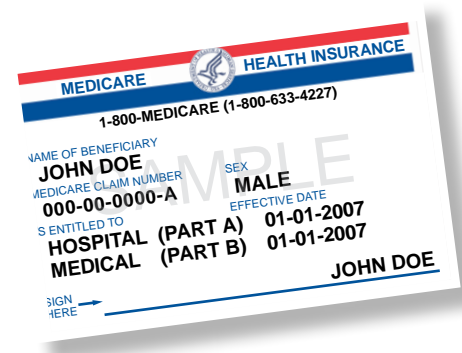 MEDICARE HEALTH INSURANCE
1-800-MEDICARE (1-800-633-4227)
NAME OF BENEFICIARY
JOHN DOE
MEDICARE CLAIM NUMBER SEX
000-00-0000-A MALE
IS ENTITLED TO EFFECTIVE DATE
HOSPITAL (PART A) 01-01-2007
MEDICAL (PART B) 01-01-2007
SIGN
HERE
JOHN DOE
SAMPLE